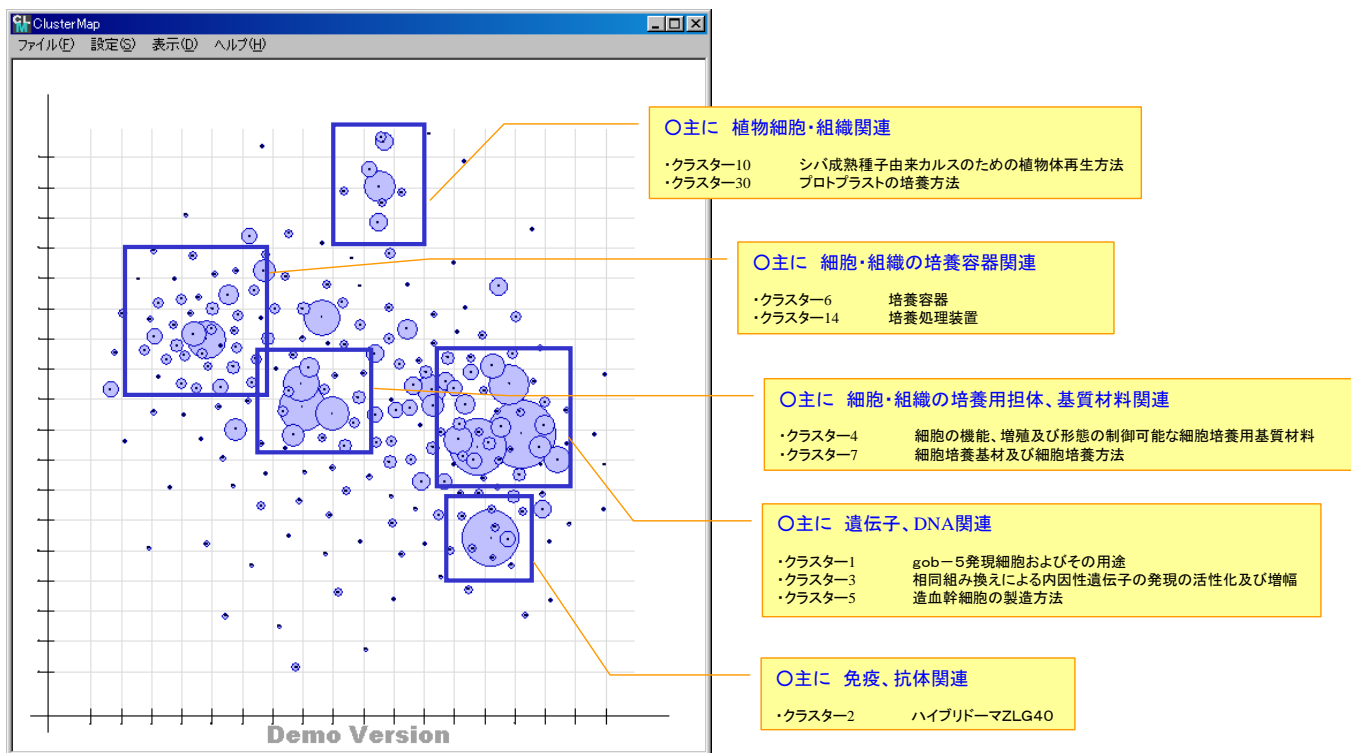 ClusterMap
ファイル(F) 設定(S) 表示(D) ヘルプ(H)
○主に 植物細胞・組織関連
・クラスター10 シバ成熟種子由来カルスのための植物体再生方法
・クラスター30 プロトプラストの培養方法
○主に 細胞・組織の培養容器関連
・クラスター6 培養容器
・クラスター14 培養処理装置
○主に 細胞・組織の培養用担体、基質材料関連
・クラスター4 細胞の機能、増殖及び形態の制御可能な細胞培養用基質材料
・クラスター7 細胞培養基材及び細胞培養方法
○主に 遺伝子、DNA関連
・クラスター1 gob－5発現細胞およびその用途
・クラスター3 相同組み換えによる内因性遺伝子の発現の活性化及び増幅
・クラスター5 造血幹細胞の製造方法
○主に 免疫、抗体関連
・クラスター2 ハイブリドーマZLG40
Demo Version